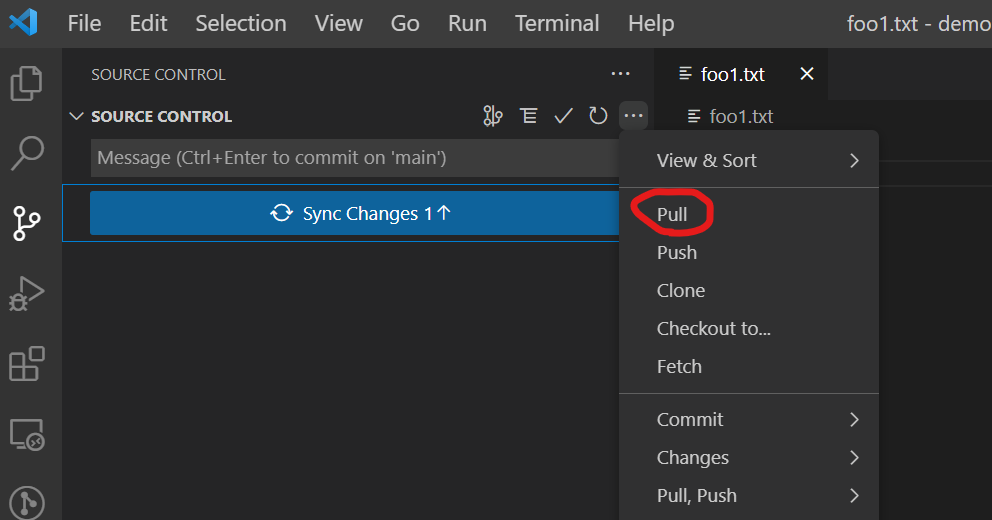 File Edit Selection View Go Run Terminal Help foo1.txt - demo
SOURCE CONTROL ···
foo1.txt ×
SOURCE CONTROL ···
foo1.txt
Message (Ctrl+Enter to commit on 'main')
Sync Changes 1↑
View & Sort
Pull
Push
Clone
Checkout to...
Fetch
Commit
Changes
Pull, Push